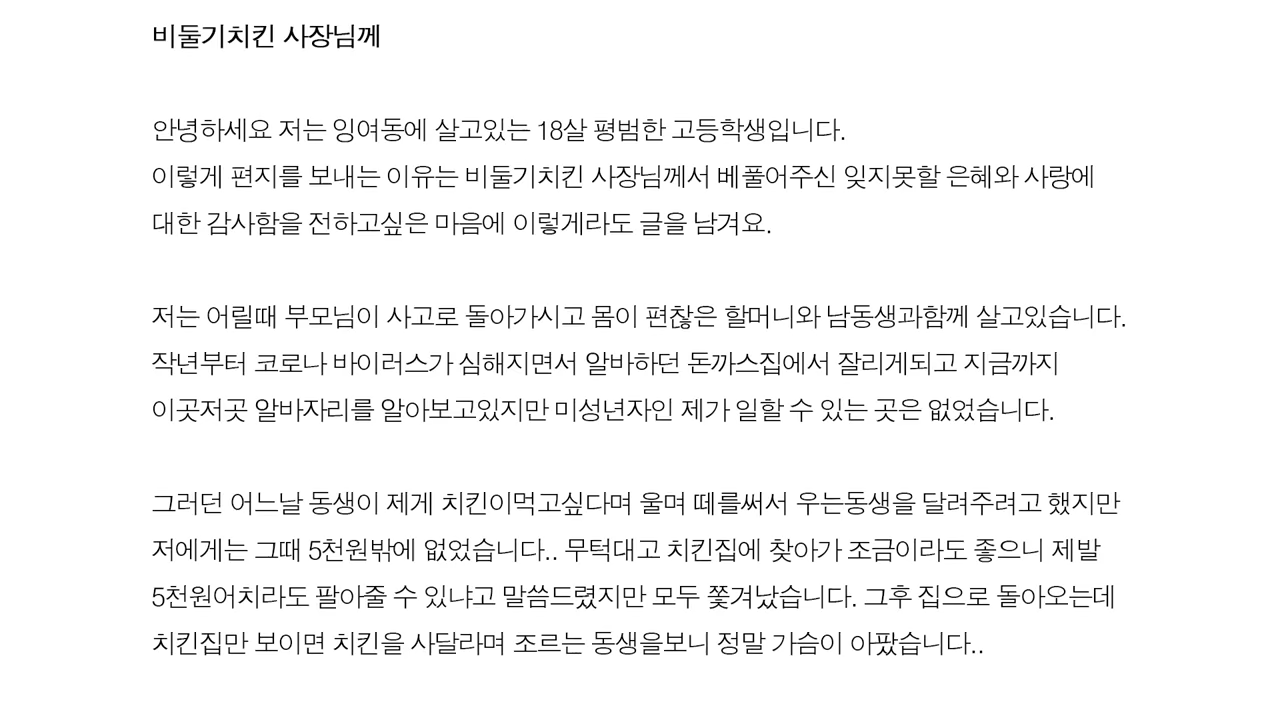 비둘기치킨 사장님께
안녕하세요 저는 잉여동에 살고있는 18살 평범한 고등학생입니다.
이렇게 편지를 보내는 이유는 비둘기치킨 사장님께서 베풀어주신 잊지못할 은혜와 사랑에
대한 감사함을 전하고싶은 마음에 이렇게라도 글을 남겨요.
저는 어릴때 부모님이 사고로 돌아가시고 몸이 편찮은 할머니와 남동생과함께 살고있습니다.
작년부터 코로나 바이러스가 심해지면서 알바하던 돈까스집에서 잘리게되고 지금까지
이곳저곳 알바자리를 알아보고있지만 미성년자인 제가 일할 수 있는 곳은 없었습니다.
그러던 어느날 동생이 제게 치킨이먹고싶다며 울며 떼를써서 우는동생을 달려주려고 했지만
저에게는 그때 5천원밖에 없었습니다.. 무턱대고 치킨집에 찾아가 조금이라도 좋으니 제발
5천원어치라도 팔아줄 수 있냐고 말씀드렸지만 모두 쫓겨났습니다. 그후 집으로 돌아오는데
치킨집만 보이면 치킨을 사달라며 조르는 동생을보니 정말 가슴이 아팠습니다..